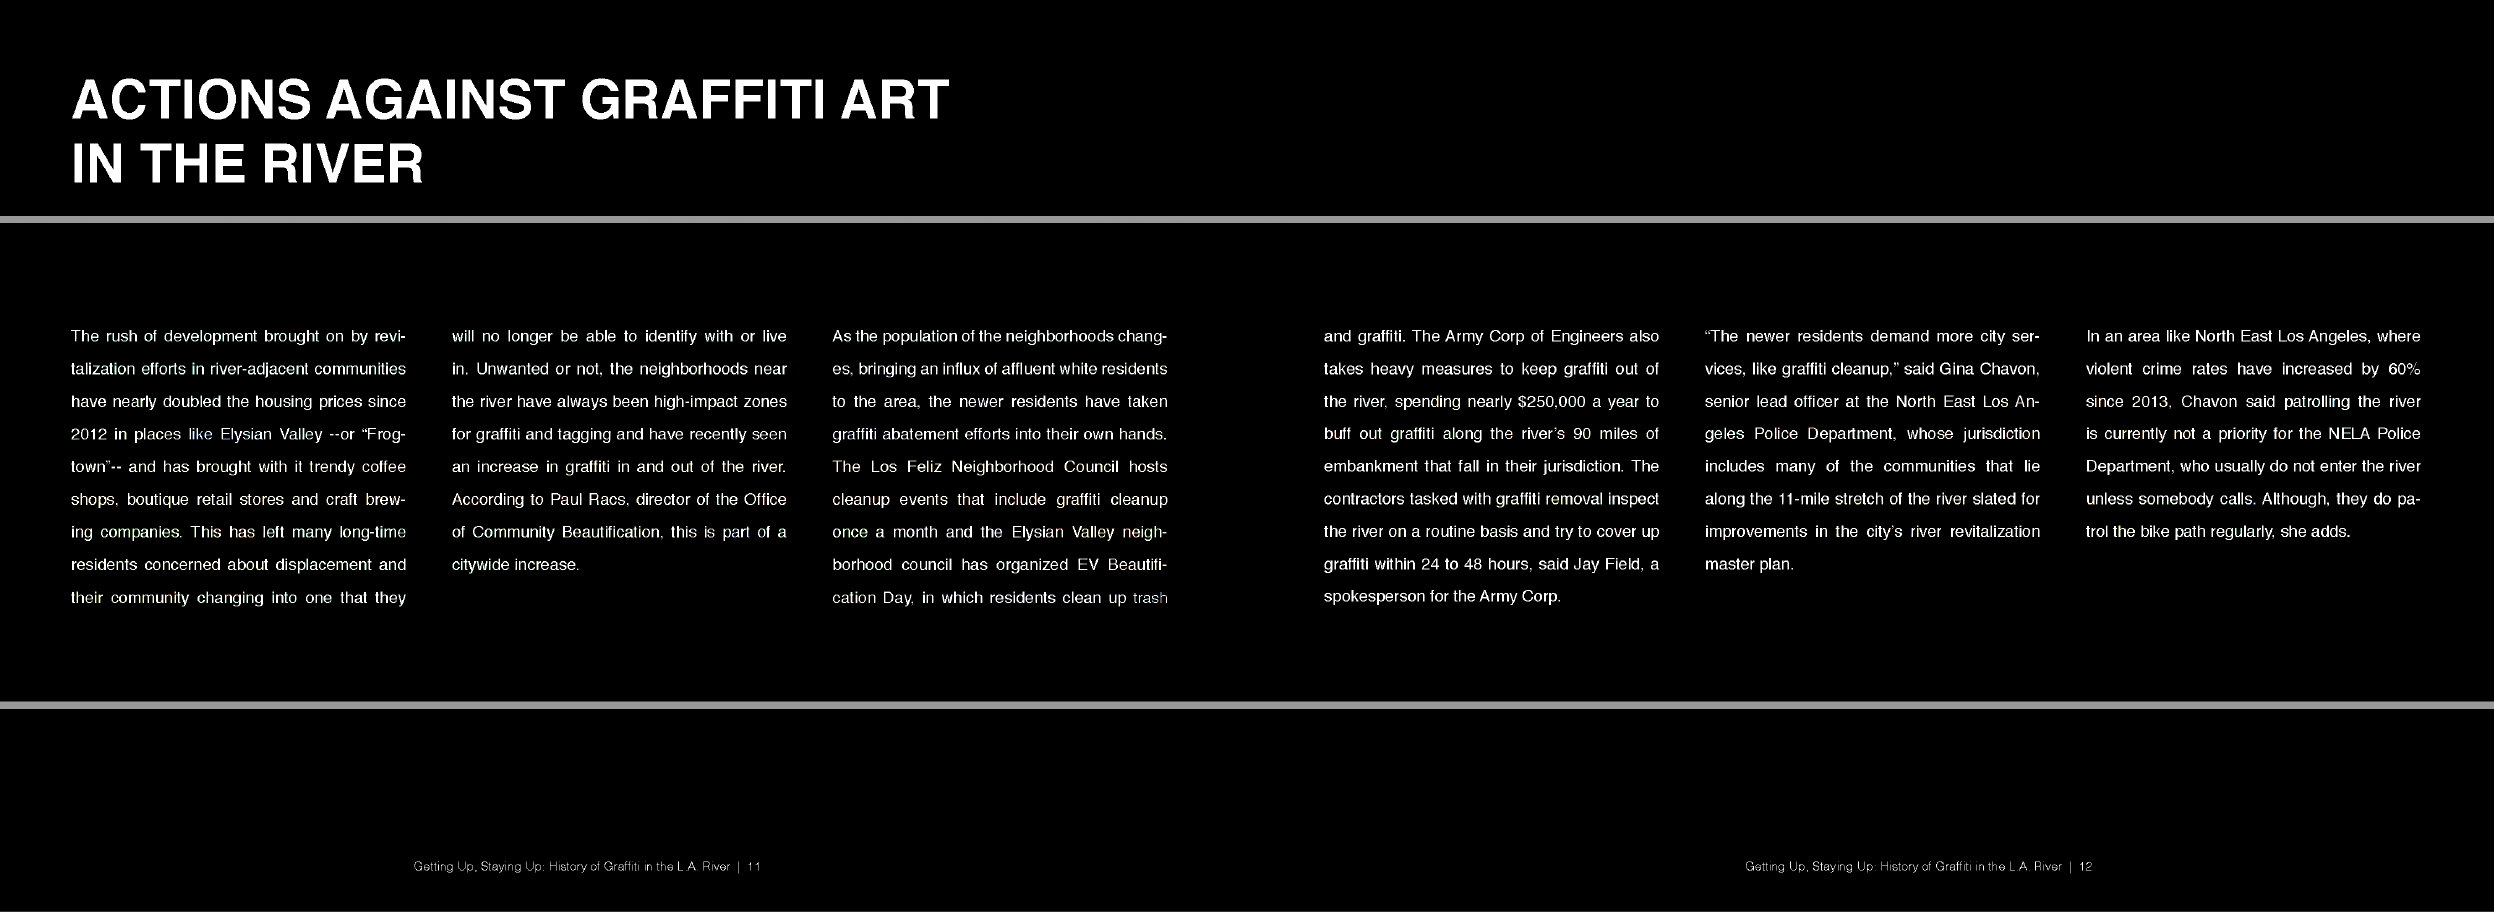 ACTIONS AGAINST GRAFFITI ART
IN THE RIVER
The rush of development brought on by revi-
talization efforts in river-adjacent communities
have nearly doubled the housing prices since
2012 in places like Elysian Valley --or “Frog-
town”-- and has brought with it trendy coffee
shops, boutique retail stores and craft brew-
ing companies. This has left many long-time
residents concerned about displacement and
their community changing into one that they
will no longer be able to identify with or live
in. Unwanted or not, the neighborhoods near
the river have always been high-impact zones
for graffiti and tagging and have recently seen
an increase in graffiti in and out of the river.
According to Paul Racs, director of the Office
of Community Beautification, this is part of a
citywide increase.
As the population of the neighborhoods chang-
es, bringing an influx of affluent white residents
to the area, the newer residents have taken
graffiti abatement efforts into their own hands.
The Los Feliz Neighborhood Council hosts
cleanup events that include graffiti cleanup
once a month and the Elysian Valley neigh-
borhood council has organized EV Beautifi-
cation Day, in which residents clean up trash
and graffiti. The Army Corp of Engineers also
takes heavy measures to keep graffiti out of
the river, spending nearly $250,000 a year to
buff out graffiti along the river’s 90 miles of
embankment that fall in their jurisdiction. The
contractors tasked with graffiti removal inspect
the river on a routine basis and try to cover up
graffiti within 24 to 48 hours, said Jay Field, a
spokesperson for the Army Corp.
“The newer residents demand more city ser-
vices, like graffiti cleanup,” said Gina Chavon,
senior lead officer at the North East Los An-
geles Police Department, whose jurisdiction
includes many of the communities that lie
along the 11-mile stretch of the river slated for
improvements in the city’s river revitalization
master plan.
In an area like North East Los Angeles, where
violent crime rates have increased by 60%
since 2013, Chavon said patrolling the river
is currently not a priority for the NELA Police
Department, who usually do not enter the river
unless somebody calls. Although, they do pa-
trol the bike path regularly, she adds.
Getting Up, Staying Up: History of Graffiti in the L.A. River | 11
Getting Up, Staying Up: History of Graffiti in the L.A. River | 12